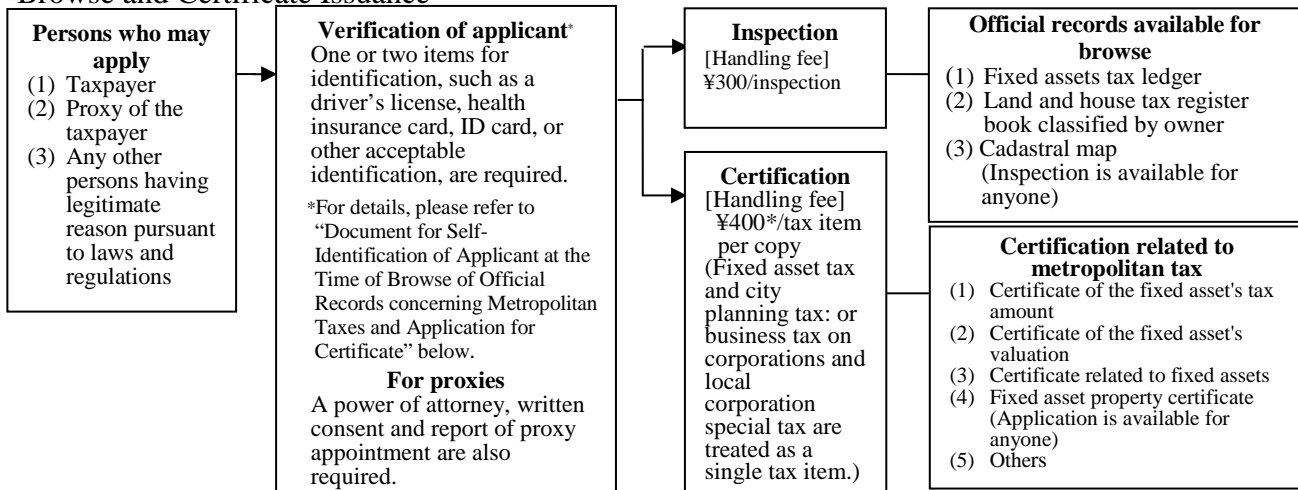 Browse and Certificate Issuance
Persons who may
apply
(1) Taxpayer
(2) Proxy of the
taxpayer
(3) Any other
persons having
legitimate
reason pursuant
to laws and
regulations
Verification of applicant*
One or two items for
identification, such as a
driver's license, health
insurance card, ID card, or
other acceptable
identification, are required.
*For details, please refer to
“Document for Self-
Identification of Applicant at the
Time of Browse of Official
Records concerning Metropolitan
Taxes and Application for
Certificate” below.
For proxies
A power of attorney, written
consent and report of proxy
appointment are also
required.
Inspection
[Handling fee]
¥300/inspection
Certification
[Handling fee]
¥400*/tax item
per copy
(Fixed asset tax
and city
planning tax: or
business tax on
corporations and
local
corporation
special tax are
treated as a
single tax item.)
Official records available for
browse
(1) Fixed assets tax ledger
(2) Land and house tax register
book classified by owner
(3) Cadastral map
(Inspection is available for
anyone)
Certification related to
metropolitan tax
(1) Certificate of the fixed asset's tax
amount
(2) Certificate of the fixed asset's
valuation
(3) Certificate related to fixed assets
(4) Fixed asset property certificate
(Application is available for
anyone)
(5) Others